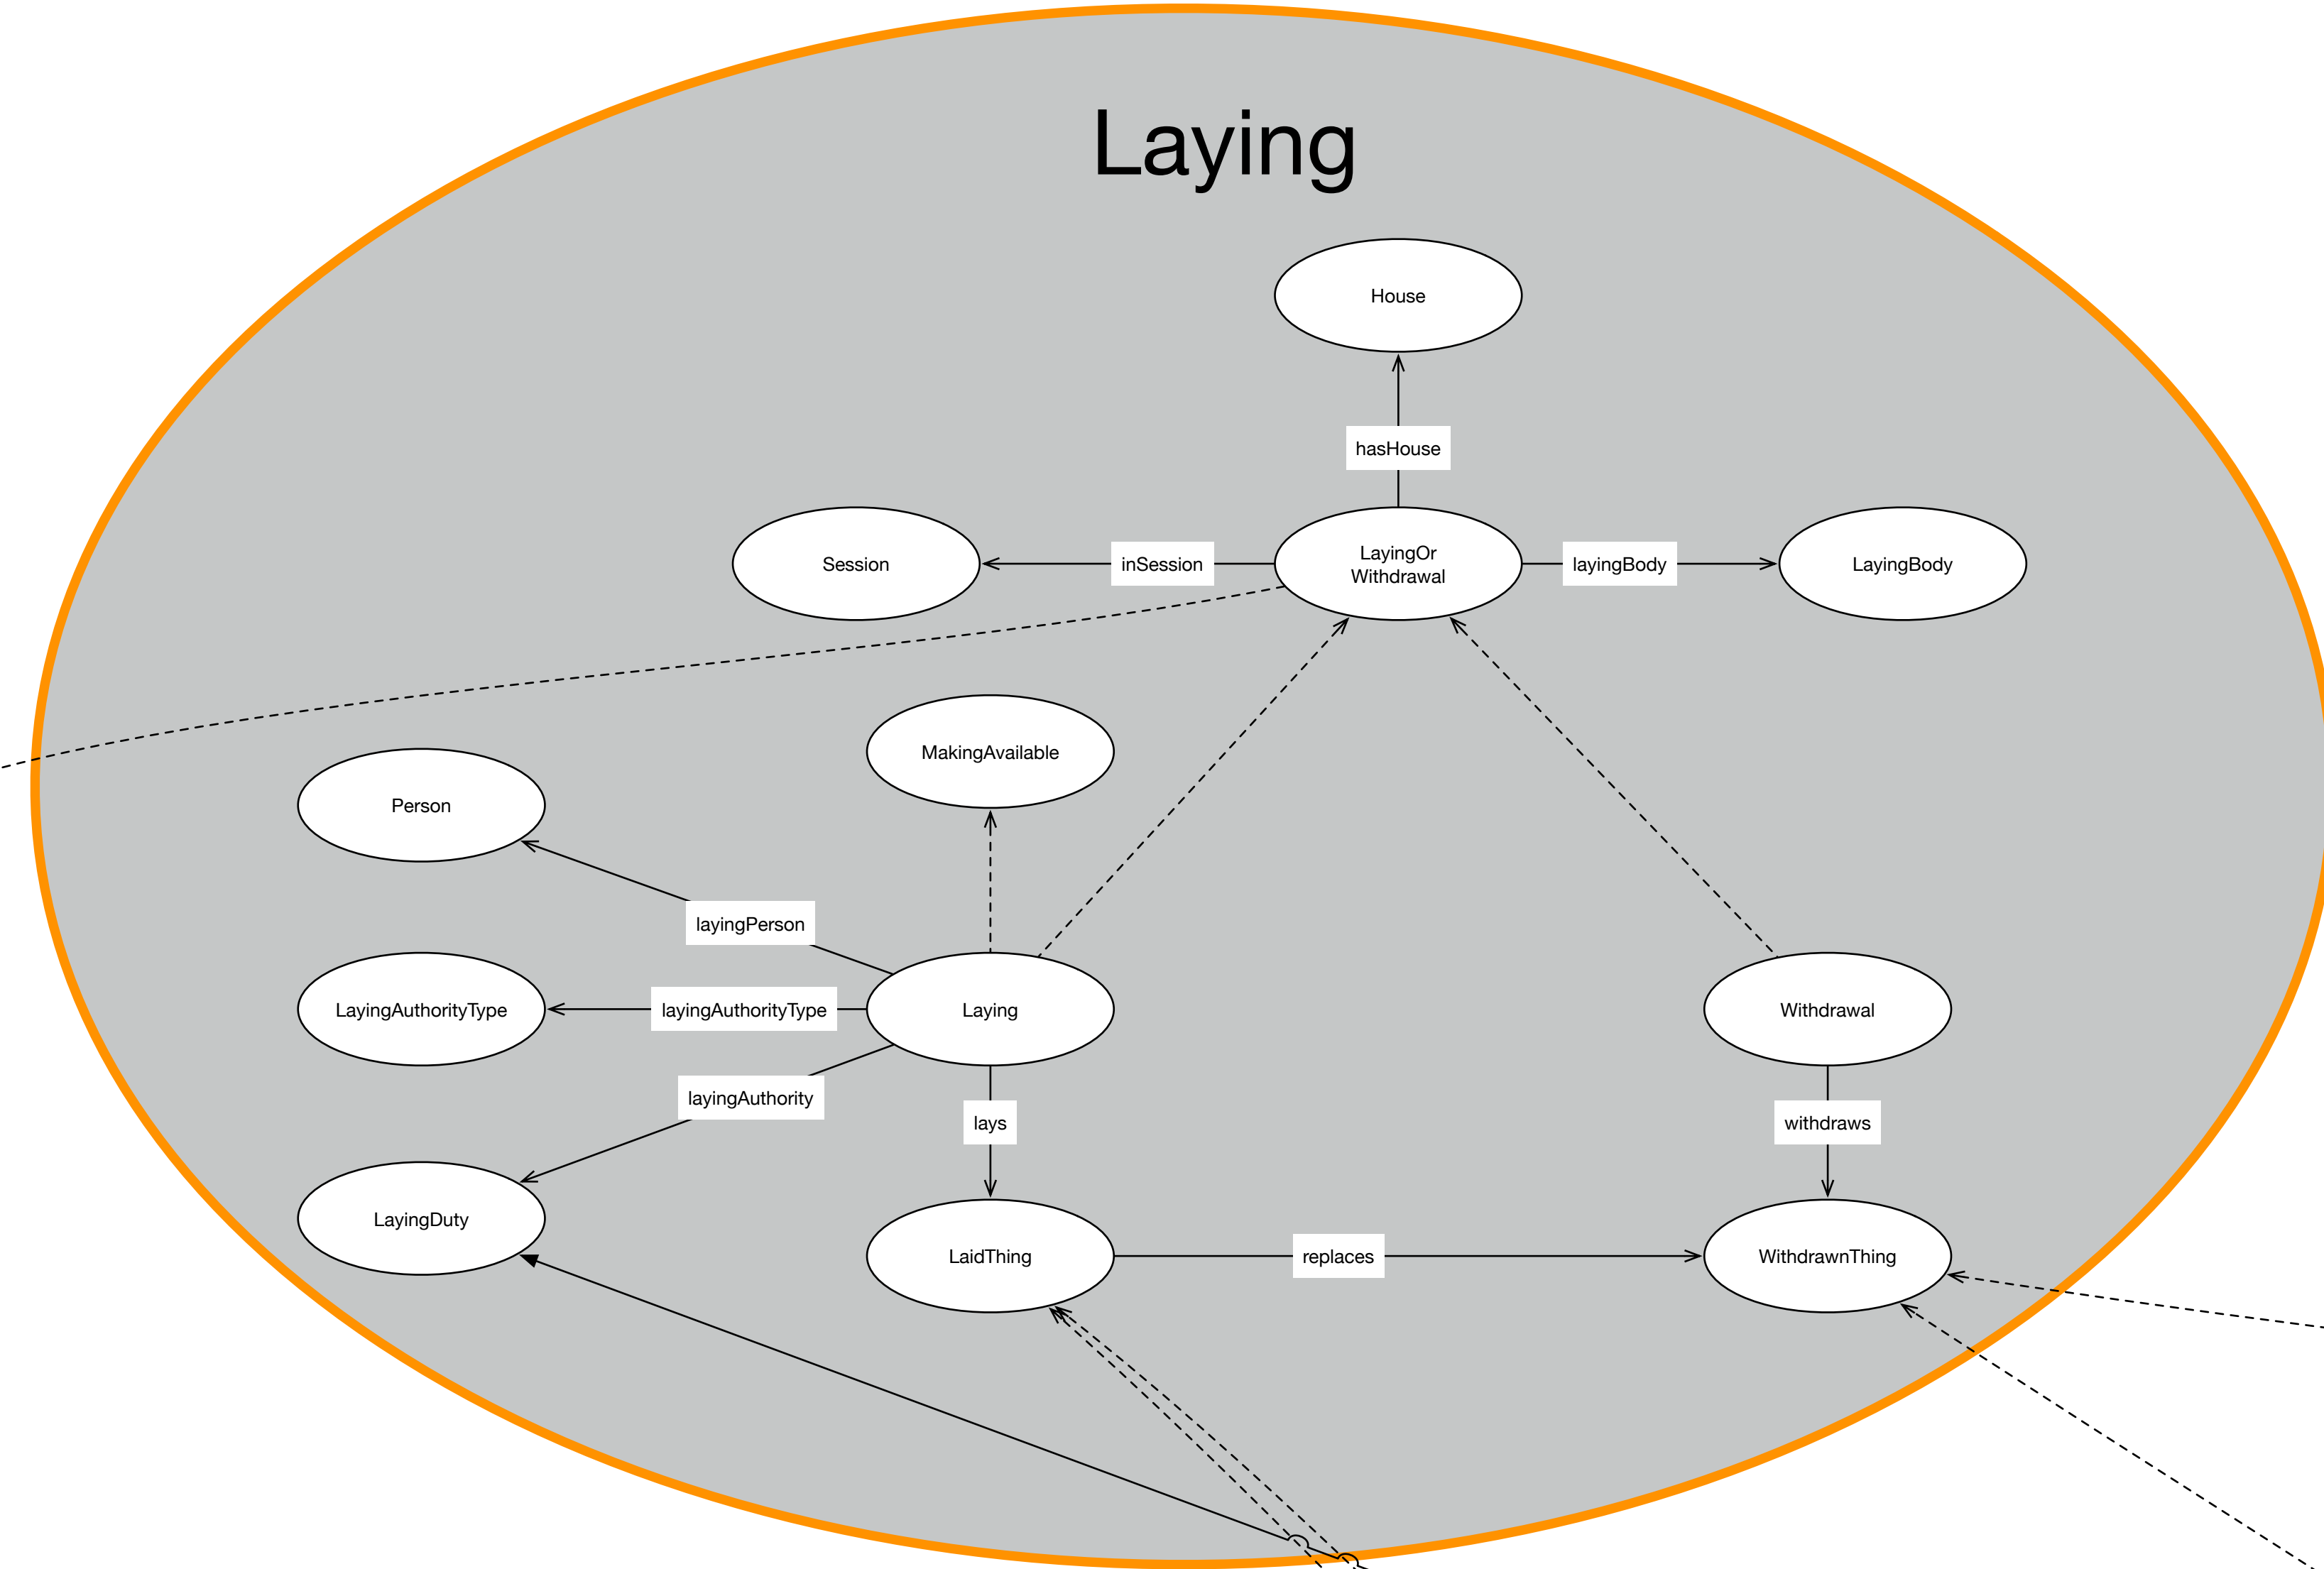 Laying
House
hasHouse
Session
inSession
LayingOr
Withdrawal
layingBody
LayingBody
MakingAvailable
Person
layingPerson
LayingAuthorityType
layingAuthorityType
Laying
Withdrawal
layingAuthority
lays
withdraws
LayingDuty
LaidThing
replaces
WithdrawnThing